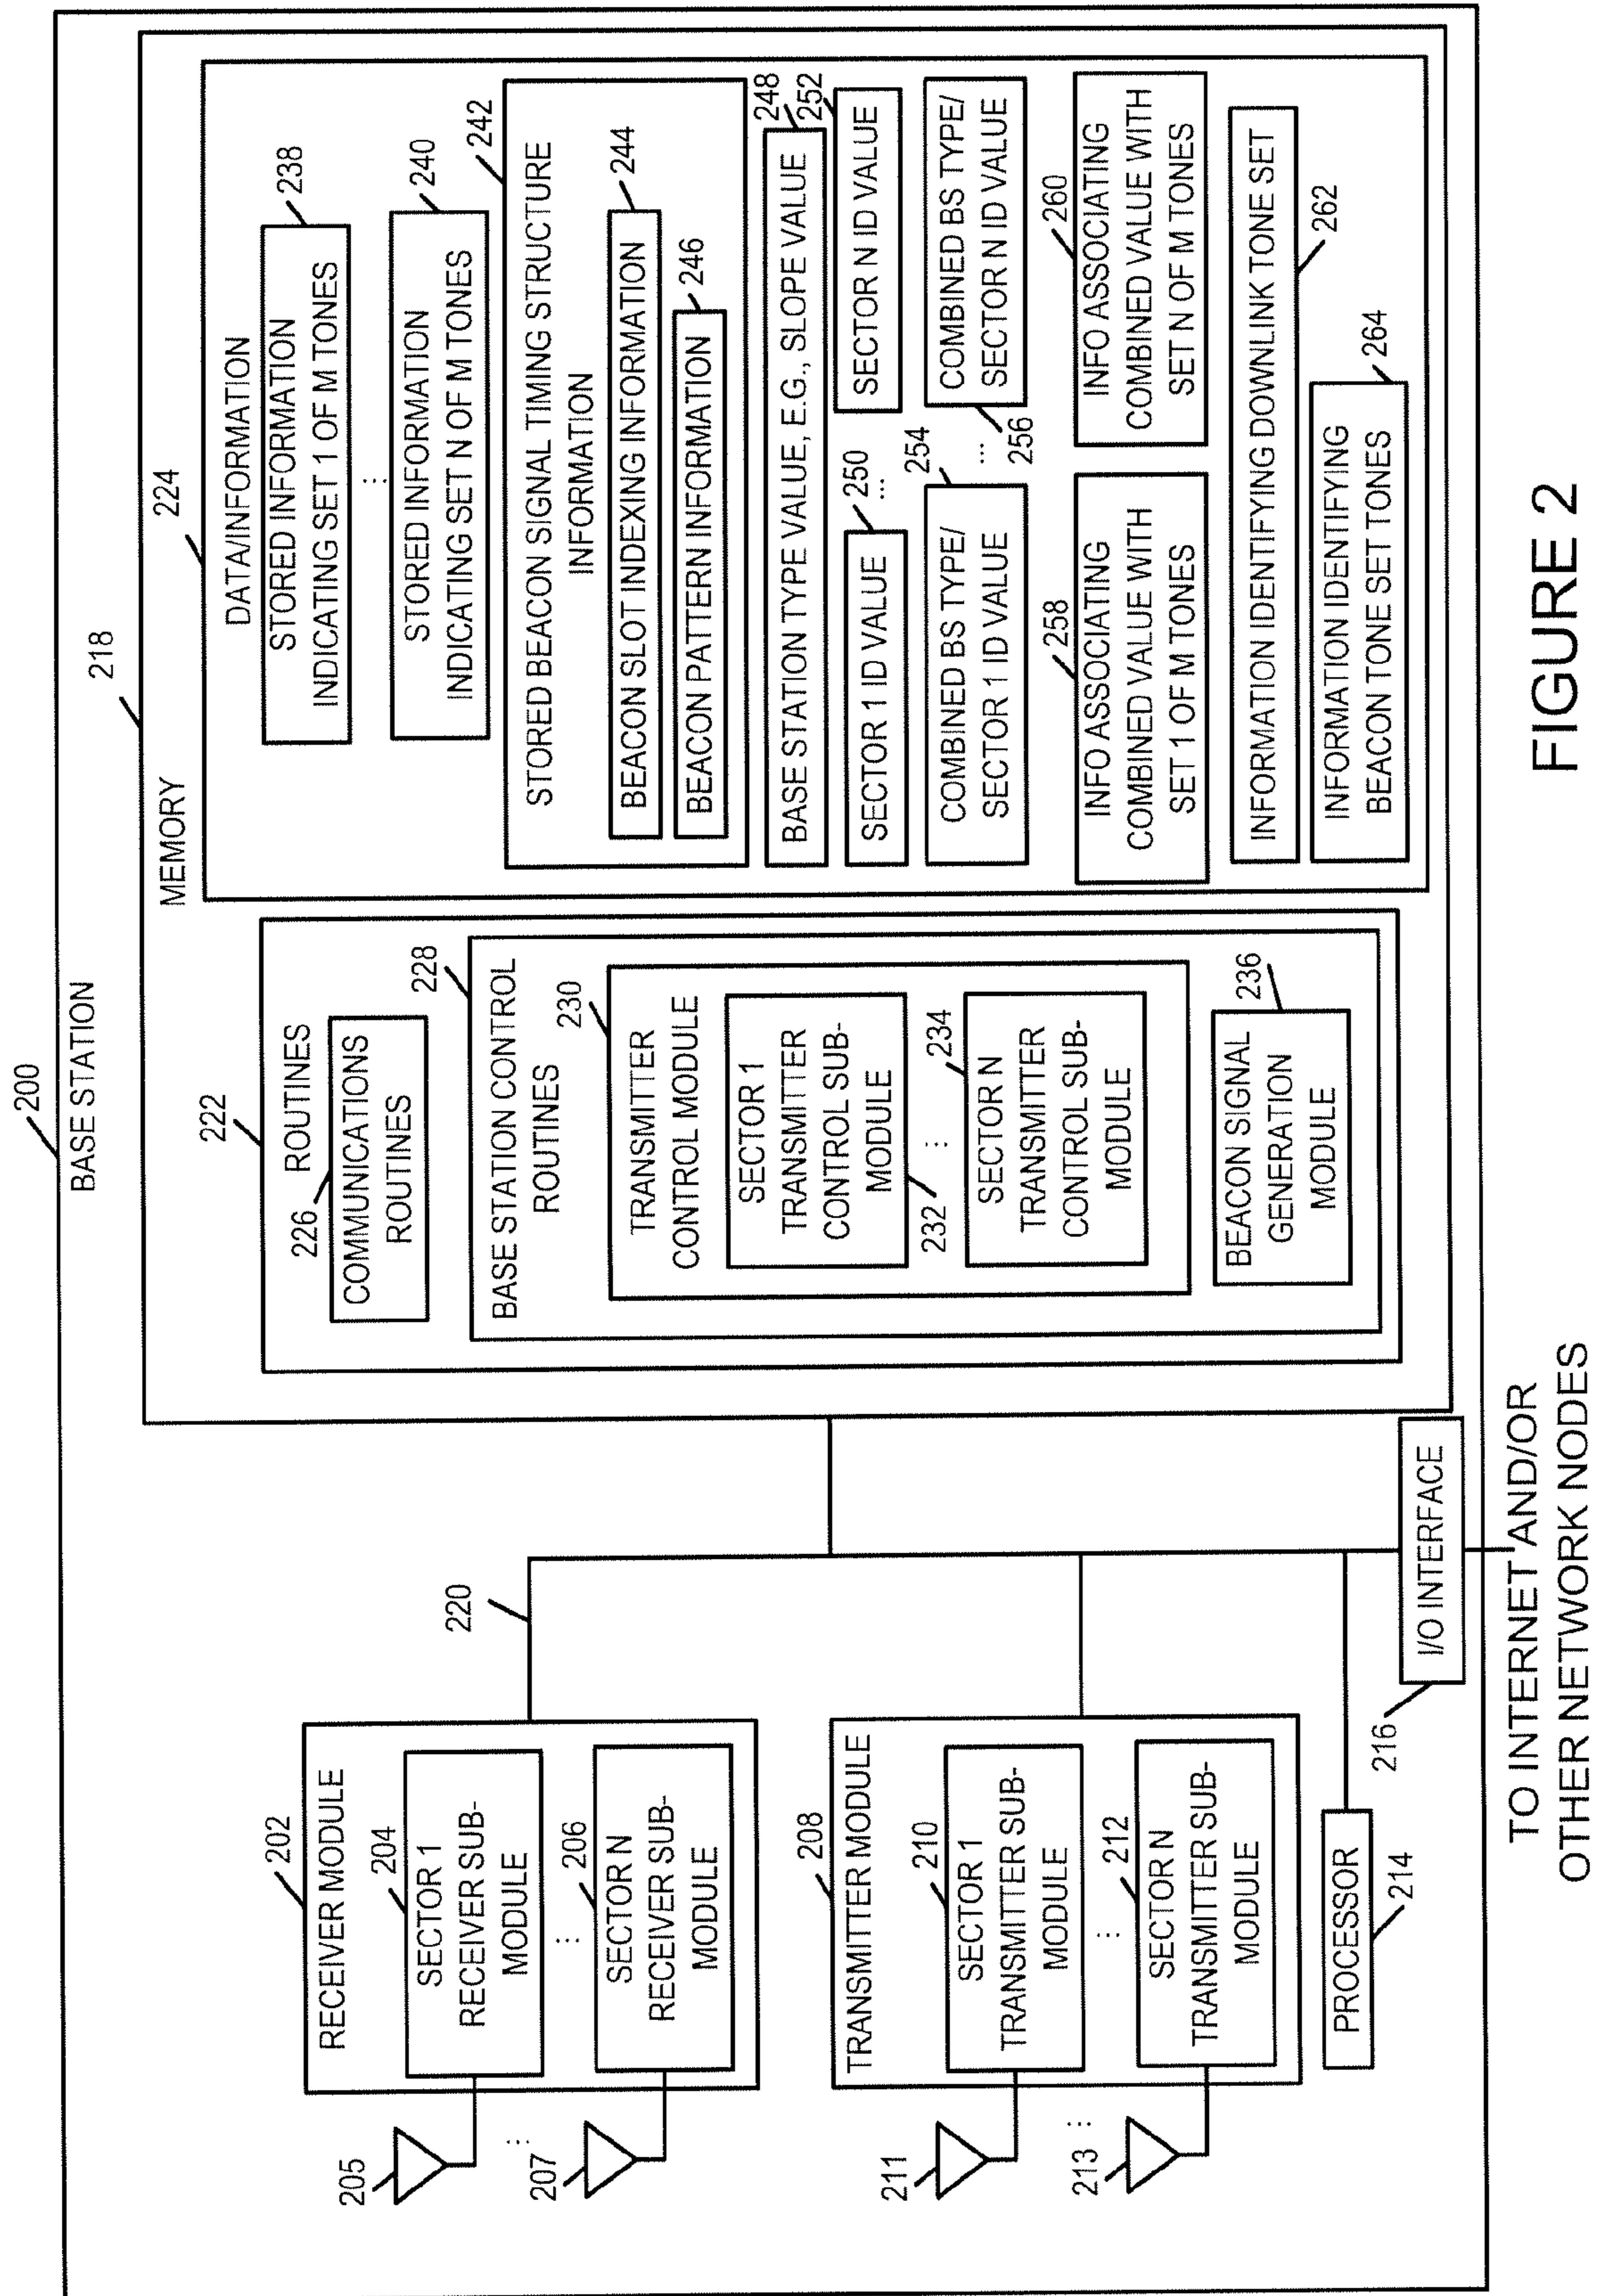 200
BASE STATION
202
RECEIVER MODULE
204
SECTOR 1
RECEIVER SUB-
MODULE
...
206
SECTOR N
RECEIVER SUB-
MODULE
205
...
207
208
TRANSMITTER MODULE
210
SECTOR 1
TRANSMITTER SUB-
MODULE
...
212
SECTOR N
TRANSMITTER SUB-
MODULE
211
...
213
PROCESSOR
214
220
I/O INTERFACE
216
TO INTERNET AND/OR
OTHER NETWORK NODES
218
MEMORY
222
ROUTINES
226
COMMUNICATIONS
ROUTINES
228
BASE STATION CONTROL
ROUTINES
230
TRANSMITTER
CONTROL MODULE
SECTOR 1
TRANSMITTER
CONTROL SUB-
MODULE
232
...
234
SECTOR N
TRANSMITTER
CONTROL SUB-
MODULE
236
BEACON SIGNAL
GENERATION
MODULE
224
DATA/INFORMATION
238
STORED INFORMATION
INDICATING SET 1 OF M TONES
...
240
STORED INFORMATION
INDICATING SET N OF M TONES
242
STORED BEACON SIGNAL TIMING STRUCTURE
INFORMATION
244
BEACON SLOT INDEXING INFORMATION
246
BEACON PATTERN INFORMATION
248
BASE STATION TYPE VALUE, E.G., SLOPE VALUE
250
SECTOR 1 ID VALUE
...
252
SECTOR N ID VALUE
254
COMBINED BS TYPE/
SECTOR 1 ID VALUE
...
256
COMBINED BS TYPE/
SECTOR N ID VALUE
258
INFO ASSOCIATING
COMBINED VALUE WITH
SET 1 OF M TONES
260
INFO ASSOCIATING
COMBINED VALUE WITH
SET N OF M TONES
INFORMATION IDENTIFYING DOWNLINK TONE SET
262
INFORMATION IDENTIFYING
BEACON TONE SET TONES
264
FIGURE 2